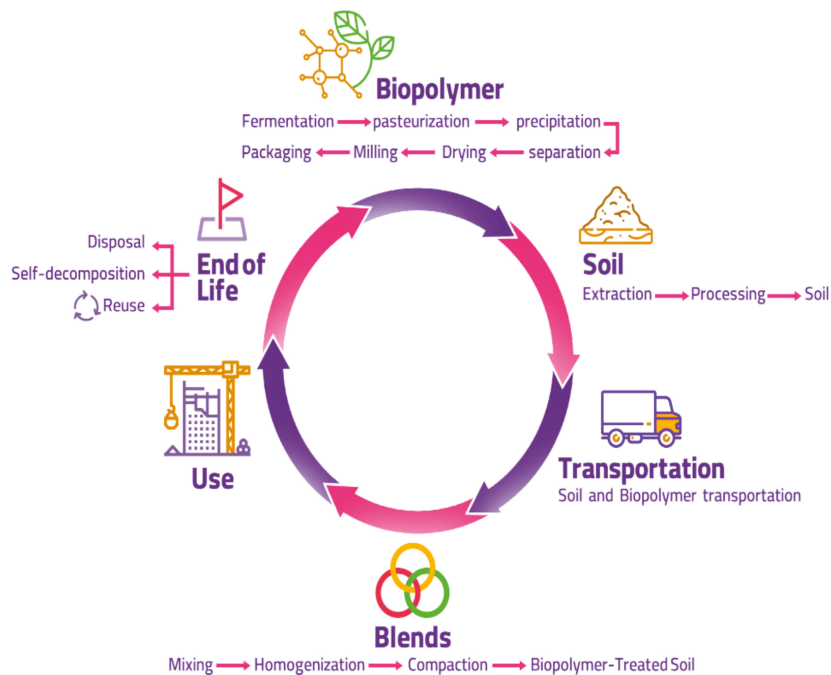 Biopolymer
Fermentation pasteurization precipitation
Packaging Milling Drying separation
Soil
Extraction Processing Soil
Transportation
Soil and Biopolymer transportation
Blends
Mixing Homogenization Compaction Biopolymer-Treated Soil
Use
End of
Life
Disposal
Self-decomposition
Reuse